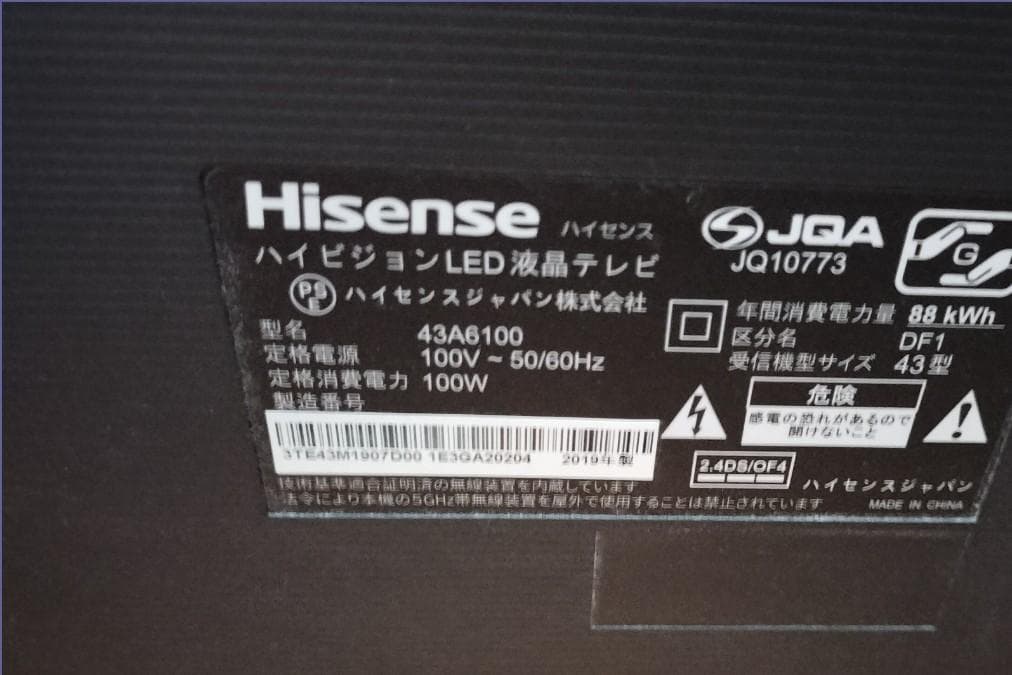 Hisense ハイセンス
ハイビジョンLED液晶テレビ
PS
E ハイセンスジャパン株式会社
型名 43A6100
定格電源 100V ~ 50/60Hz
定格消費電力 100W
製造番号
3TE43M1907D00 1E3GA20204 2019年製
技術基準適合証明済の無線装置を内蔵しています
法令により本機の5GHz帯無線装置を屋外で使用することは禁止されています
JQA
JQ10773
G
年間消費電力量 88 kWh
区分名 DF1
受信機型サイズ 43型
危険
感電の恐れがあるので
開けないこと
2.4DS/OF4
ハイセンスジャパン
MADE IN CHINA